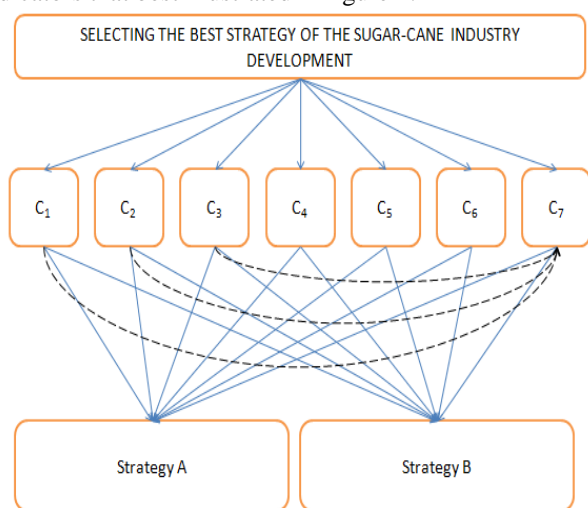 SELECTING THE BEST STRATEGY OF THE SUGAR-CANE INDUSTRY
DEVELOPMENT
C₁ C₂ C₃ C₄ C₅ C₆ C₇
Strategy A Strategy B